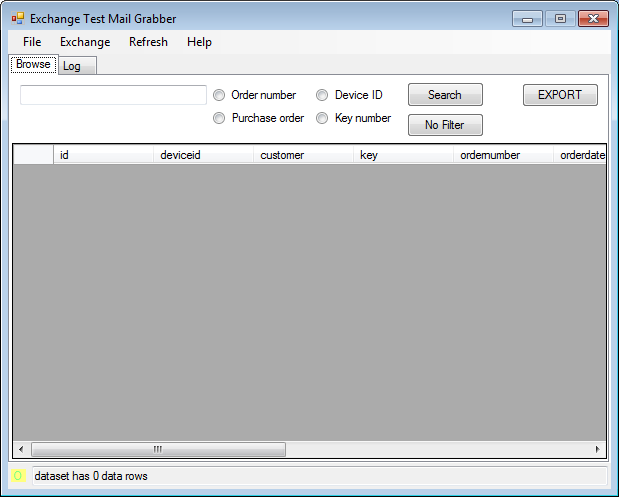 Exchange Test Mail Grabber
File Exchange Refresh Help
Browse Log
Order number Device ID Search EXPORT
Purchase order Key number No Filter
id deviceid customer key ordernumber orderdate
O dataset has 0 data rows